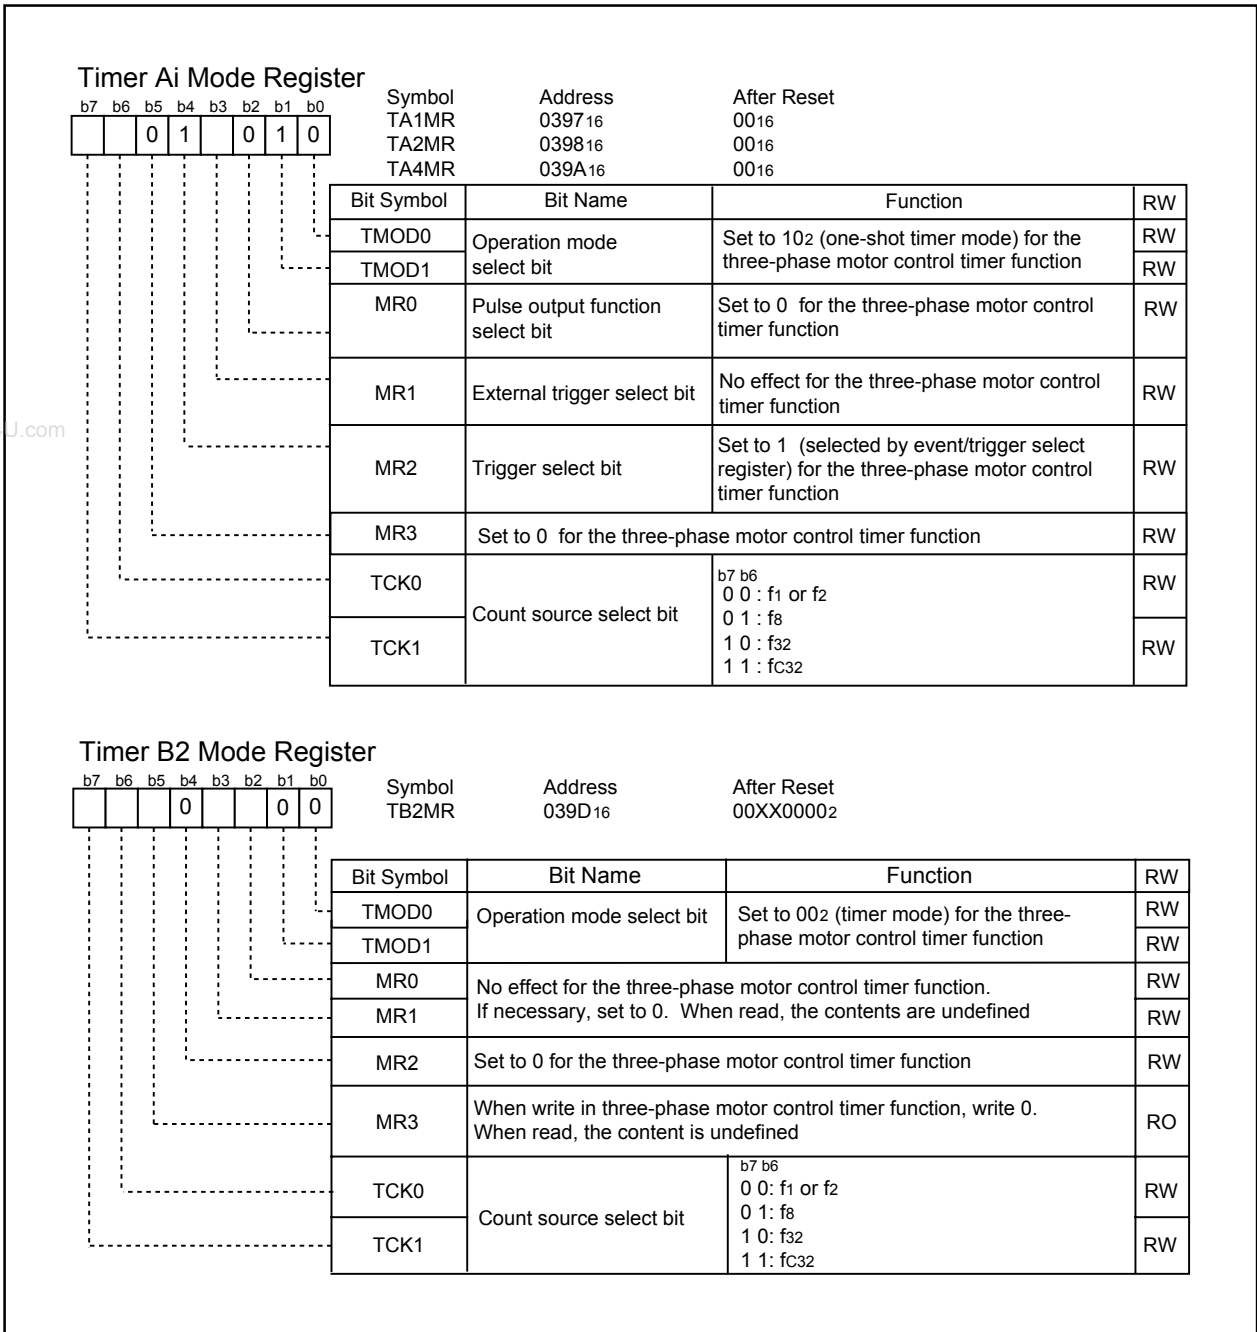 Timer Ai Mode Register
b7 b6 b5 b4 b3 b2 b1 b0
0 1 0 1 0
Symbol Address After Reset
TA1MR 039716 0016
TA2MR 039816 0016
TA4MR 039A16 0016
Bit Symbol Bit Name Function RW
TMOD0 Operation mode select bit Set to 102 (one-shot timer mode) for the three-phase motor control timer function RW
TMOD1 RW
MR0 Pulse output function select bit Set to 0 for the three-phase motor control timer function RW
MR1 External trigger select bit No effect for the three-phase motor control timer function RW
U.com
MR2 Trigger select bit Set to 1 (selected by event/trigger select register) for the three-phase motor control timer function RW
MR3 Set to 0 for the three-phase motor control timer function RW
TCK0 Count source select bit b7 b6 RW
0 0 : f1 or f2
0 1 : f8
TCK1 1 0 : f32 RW
1 1 : fC32
Timer B2 Mode Register
b7 b6 b5 b4 b3 b2 b1 b0
0 0 0
Symbol Address After Reset
TB2MR 039D16 00XX00002
Bit Symbol Bit Name Function RW
TMOD0 Operation mode select bit Set to 002 (timer mode) for the three-phase motor control timer function RW
TMOD1 RW
MR0 No effect for the three-phase motor control timer function. RW
MR1 If necessary, set to 0. When read, the contents are undefined RW
MR2 Set to 0 for the three-phase motor control timer function RW
MR3 When write in three-phase motor control timer function, write 0. When read, the content is undefined RO
TCK0 Count source select bit b7 b6 RW
0 0: f1 or f2
0 1: f8
TCK1 1 0: f32 RW
1 1: fC32